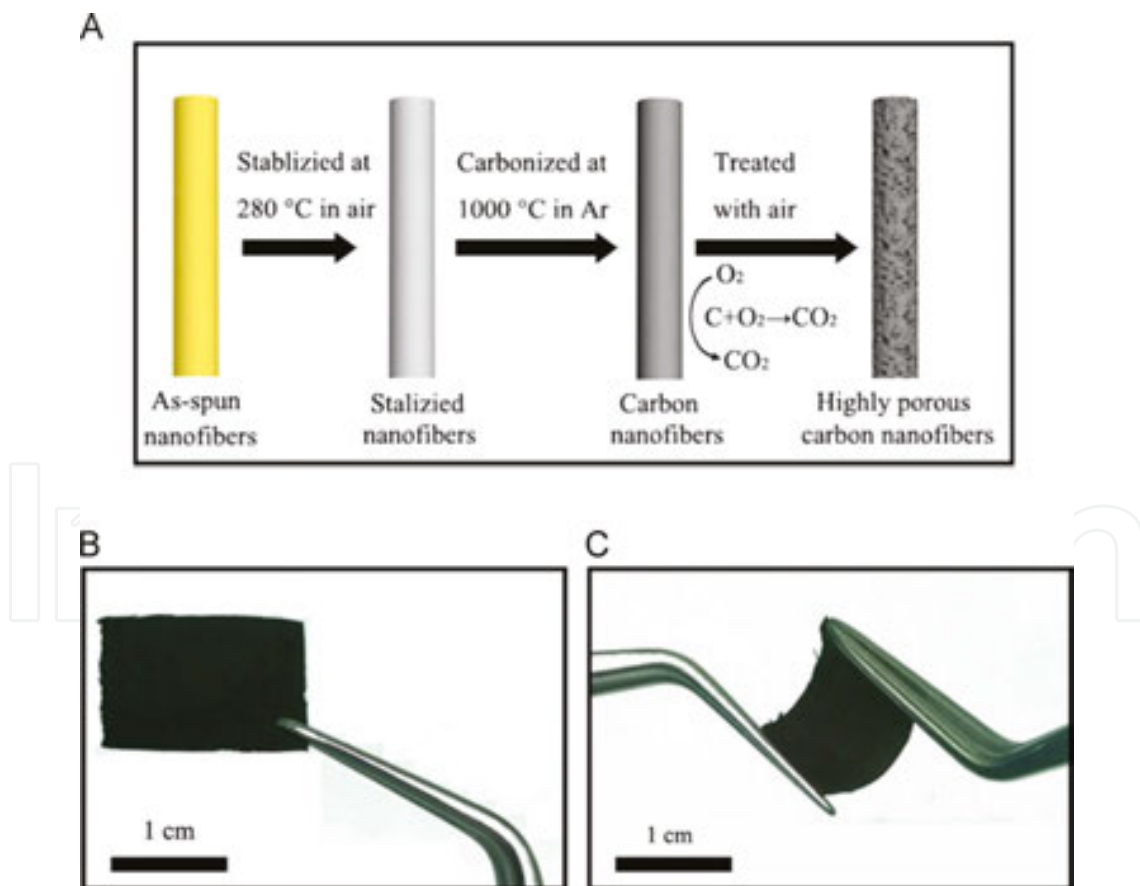 A
Stablizied at
280 °C in air
Carbonized at
1000 °C in Ar
Treated
with air
O₂
C+O₂→CO₂
CO₂
As-spun
nanofibers
Stalizied
nanofibers
Carbon
nanofibers
Highly porous
carbon nanofibers
B
1 cm
C
1 cm